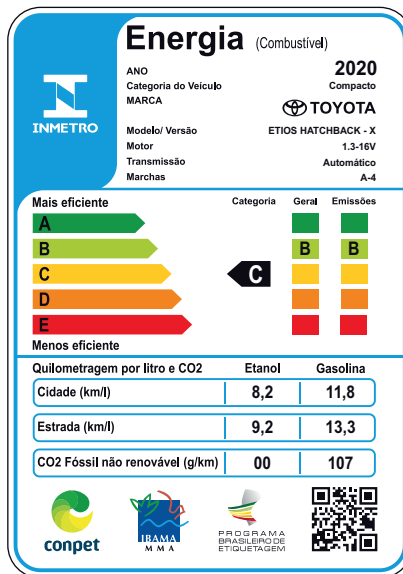 Energia (Combustível)
ANO 2020
Categoria do Veículo Compacto
MARCA TOYOTA
INMETRO
Modelo/ Versão ETIOS HATCHBACK - X
Motor 1.3-16V
Transmissão Automático
Marchas A-4
Mais eficiente Categoria Geral Emissões
A
B B B
C C
D
E
Menos eficiente
Quilometragem por litro e CO2 Etanol Gasolina
Cidade (km/l) 8,2 11,8
Estrada (km/l) 9,2 13,3
CO2 Fóssil não renovável (g/km) 00 107
conpet
IBAMA
MMA
PROGRAMA
BRASILEIRO DE
ETIQUETAGEM